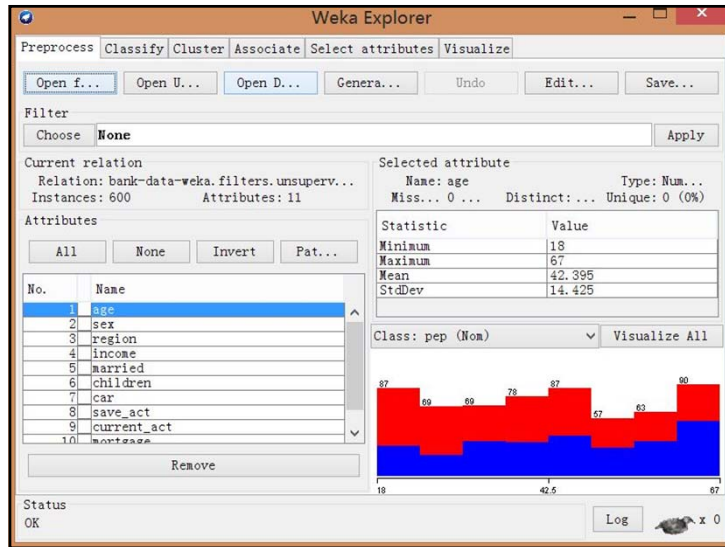 Weka Explorer
Preprocess Classify Cluster Associate Select attributes Visualize
Open f... Open U... Open D... Genera... Undo Edit... Save...
Filter
Choose None Apply
Current relation
Relation: bank-data-weka.filters.unsuperv...
Instances: 600 Attributes: 11
Attributes
All None Invert Pat...
No. Name
1 age
2 sex
3 region
4 income
5 married
6 children
7 car
8 save_act
9 current_act
10 mortgage
Remove
Selected attribute
Name: age Type: Num...
Miss... 0 ... Distinct: ... Unique: 0 (0%)
Statistic Value
Minimum 18
Maximum 67
Mean 42.395
StdDev 14.425
Class: pep (Nom) Visualize All
87 69 69 78 87 57 63 90
18 42.5 67
Status
OK
Log x 0